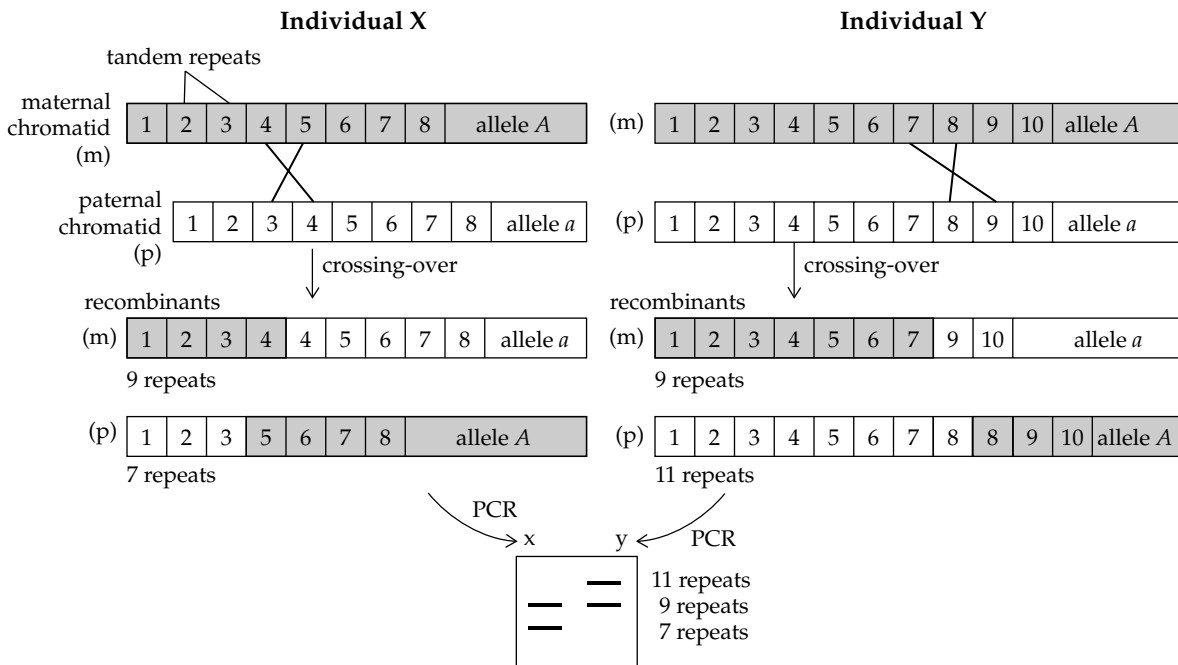 Individual X
tandem repeats
maternal
chromatid
(m)
1 2 3 4 5 6 7 8 allele A
paternal
chromatid
(p)
1 2 3 4 5 6 7 8 allele a
crossing-over
recombinants
(m) 1 2 3 4 4 5 6 7 8 allele a
9 repeats
(p) 1 2 3 5 6 7 8 allele A
7 repeats
Individual Y
(m) 1 2 3 4 5 6 7 8 9 10 allele A
(p) 1 2 3 4 5 6 7 8 9 10 allele a
crossing-over
recombinants
(m) 1 2 3 4 5 6 7 9 10 allele a
9 repeats
(p) 1 2 3 4 5 6 7 8 8 9 10 allele A
11 repeats
PCR
PCR
x y
11 repeats
9 repeats
7 repeats